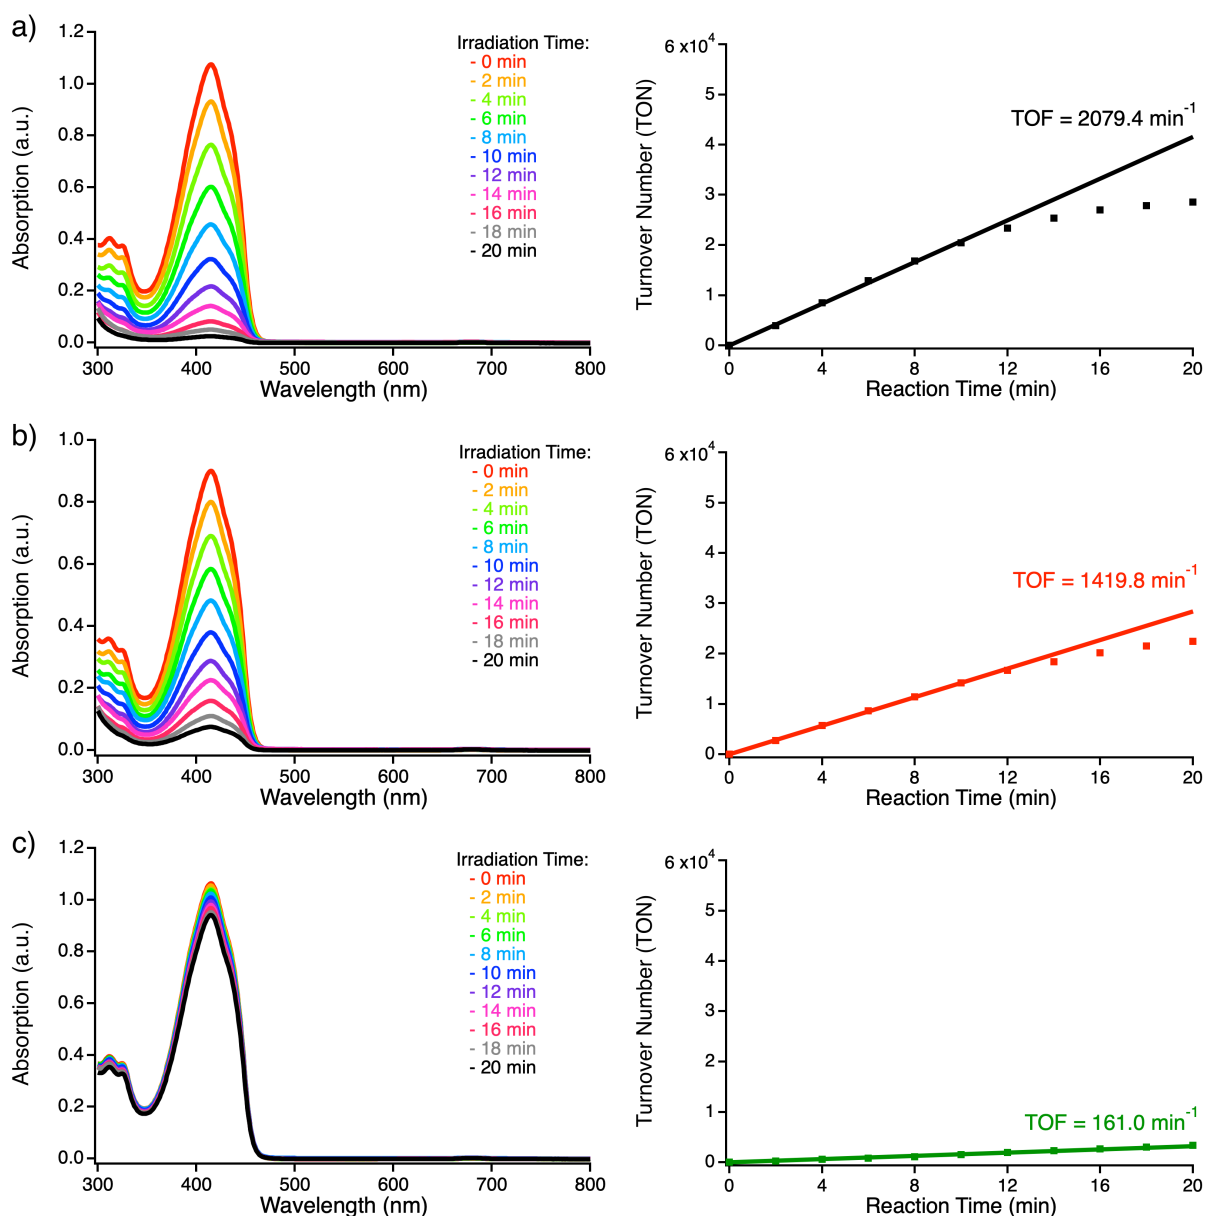 a)
Absorption (a.u.)
1.2
1.0
0.8
0.6
0.4
0.2
0.0
300 400 500 600 700 800
Wavelength (nm)
Irradiation Time:
- 0 min
- 2 min
- 4 min
- 6 min
- 8 min
- 10 min
- 12 min
- 14 min
- 16 min
- 18 min
- 20 min
Turnover Number (TON)
6 x10⁴
5
4
3
2
1
0
0 4 8 12 16 20
Reaction Time (min)
TOF = 2079.4 min⁻¹
b)
Absorption (a.u.)
1.0
0.8
0.6
0.4
0.2
0.0
300 400 500 600 700 800
Wavelength (nm)
Irradiation Time:
- 0 min
- 2 min
- 4 min
- 6 min
- 8 min
- 10 min
- 12 min
- 14 min
- 16 min
- 18 min
- 20 min
Turnover Number (TON)
6 x10⁴
5
4
3
2
1
0
0 4 8 12 16 20
Reaction Time (min)
TOF = 1419.8 min⁻¹
c)
Absorption (a.u.)
1.2
1.0
0.8
0.6
0.4
0.2
0.0
300 400 500 600 700 800
Wavelength (nm)
Irradiation Time:
- 0 min
- 2 min
- 4 min
- 6 min
- 8 min
- 10 min
- 12 min
- 14 min
- 16 min
- 18 min
- 20 min
Turnover Number (TON)
6 x10⁴
5
4
3
2
1
0
0 4 8 12 16 20
Reaction Time (min)
TOF = 161.0 min⁻¹